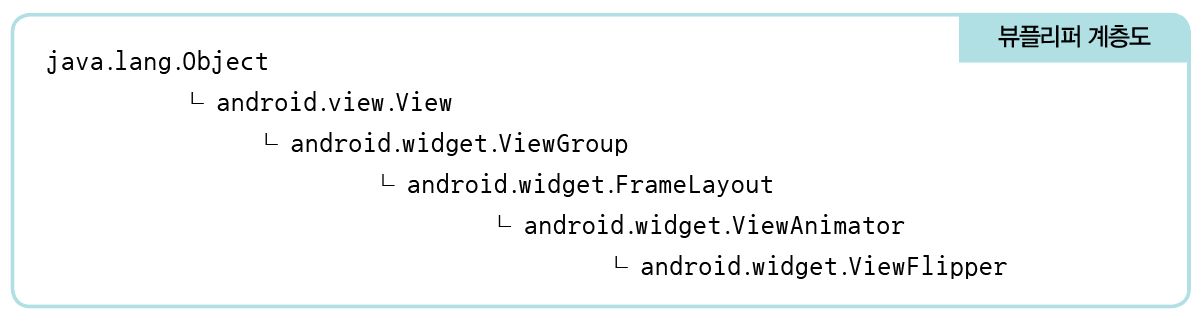 뷰플리퍼 계층도
java.lang.Object
└ android.view.View
└ android.widget.ViewGroup
└ android.widget.FrameLayout
└ android.widget.ViewAnimator
└ android.widget.ViewFlipper